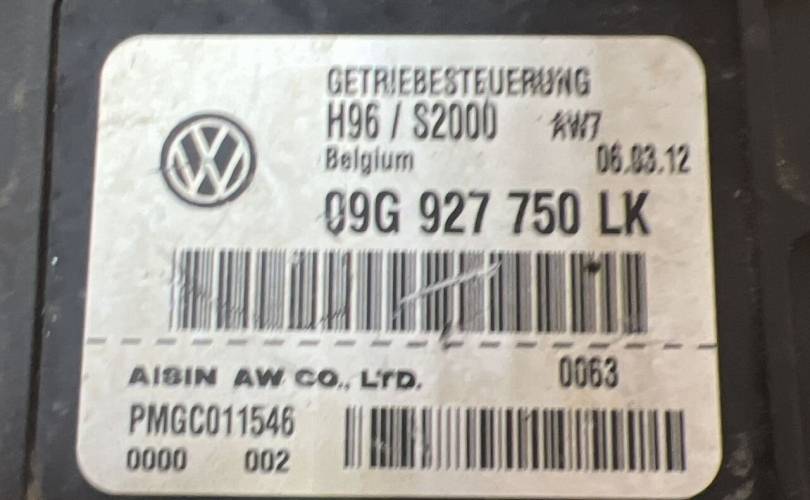 GETRIEBESTEUERUNG
H96 / S2000 AW7
Belgium 06.03.12
09G 927 750 LK
AISIN AW CO., LTD. 0063
PMGC011546
0000 002